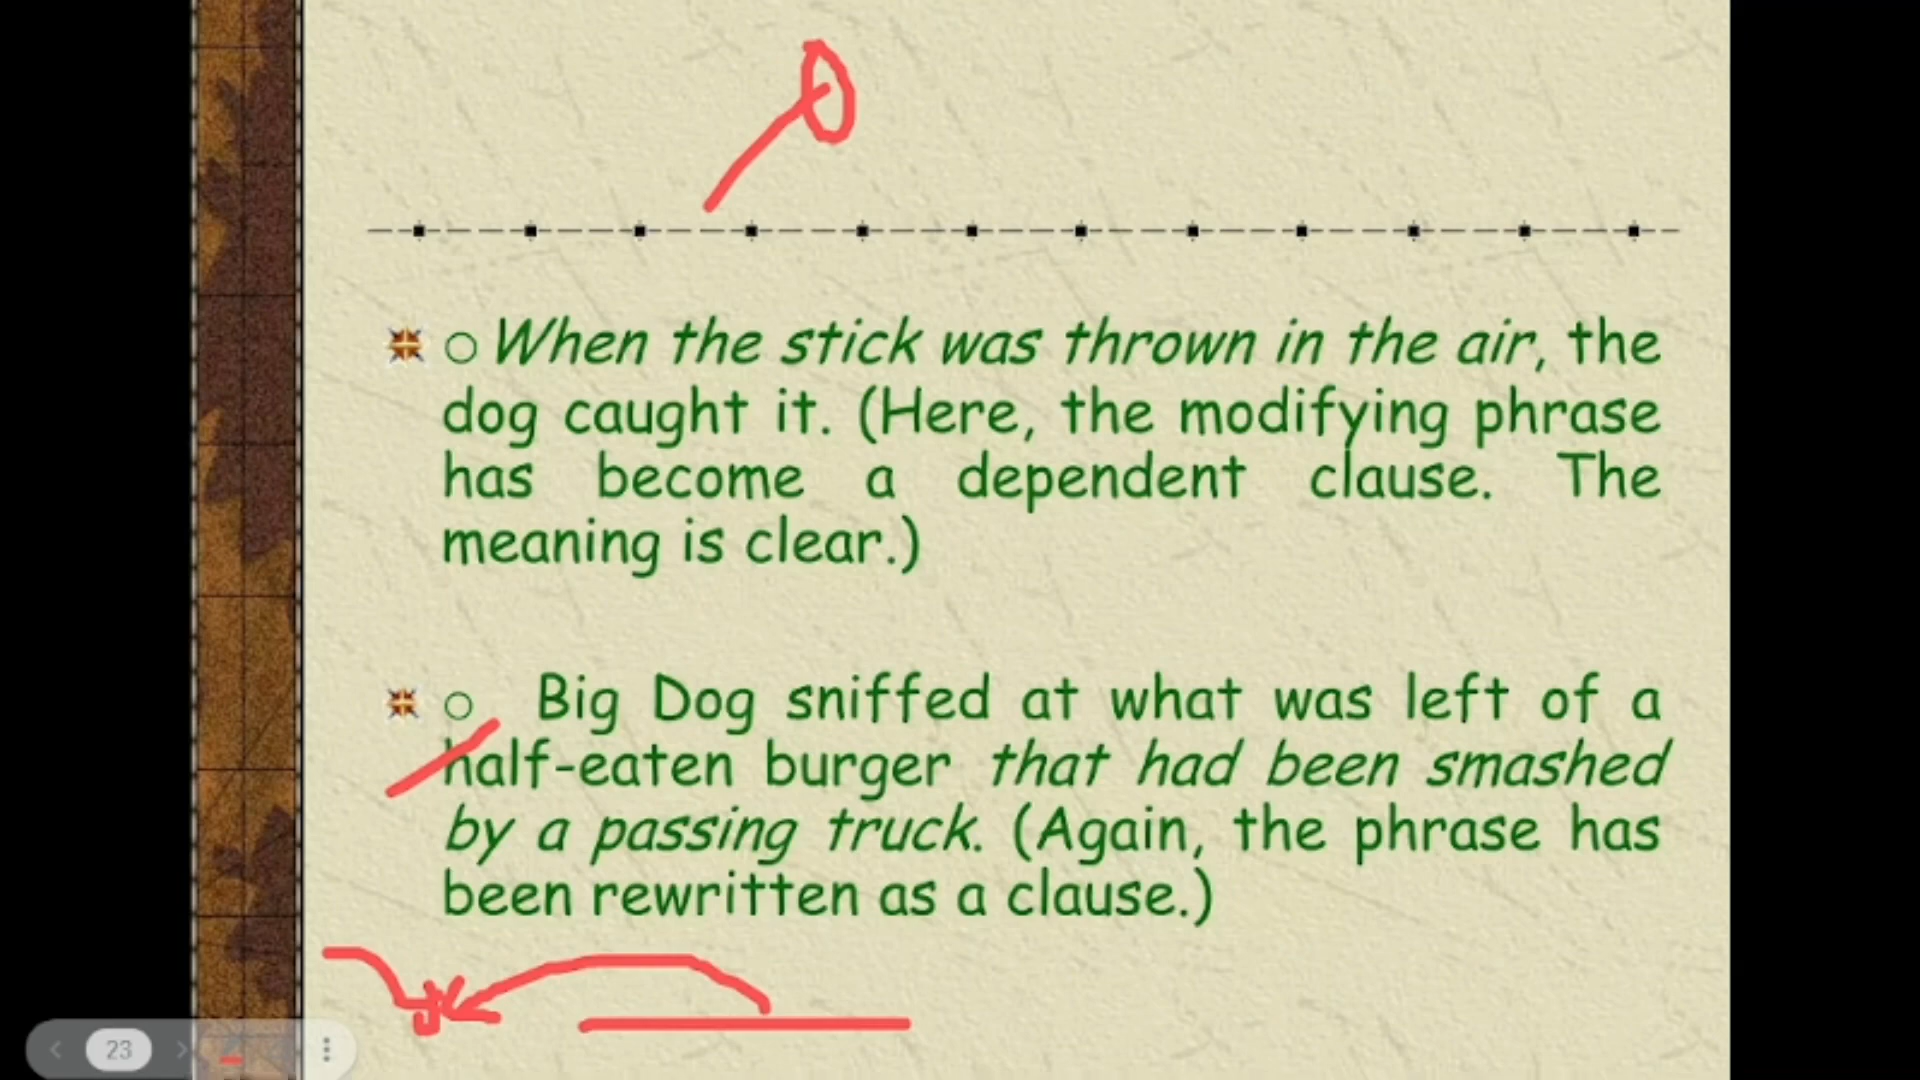 ○ When the stick was thrown in the air, the
dog caught it. (Here, the modifying phrase
has become a dependent clause. The
meaning is clear.)
○ Big Dog sniffed at what was left of a
half-eaten burger that had been smashed
by a passing truck. (Again, the phrase has
been rewritten as a clause.)
23